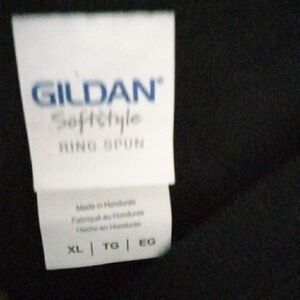 GILDAN®
Softstyle
RING SPUN
Made in Honduras
Fabriqué au Honduras
Hecho en Honduras
XL | TG | EG